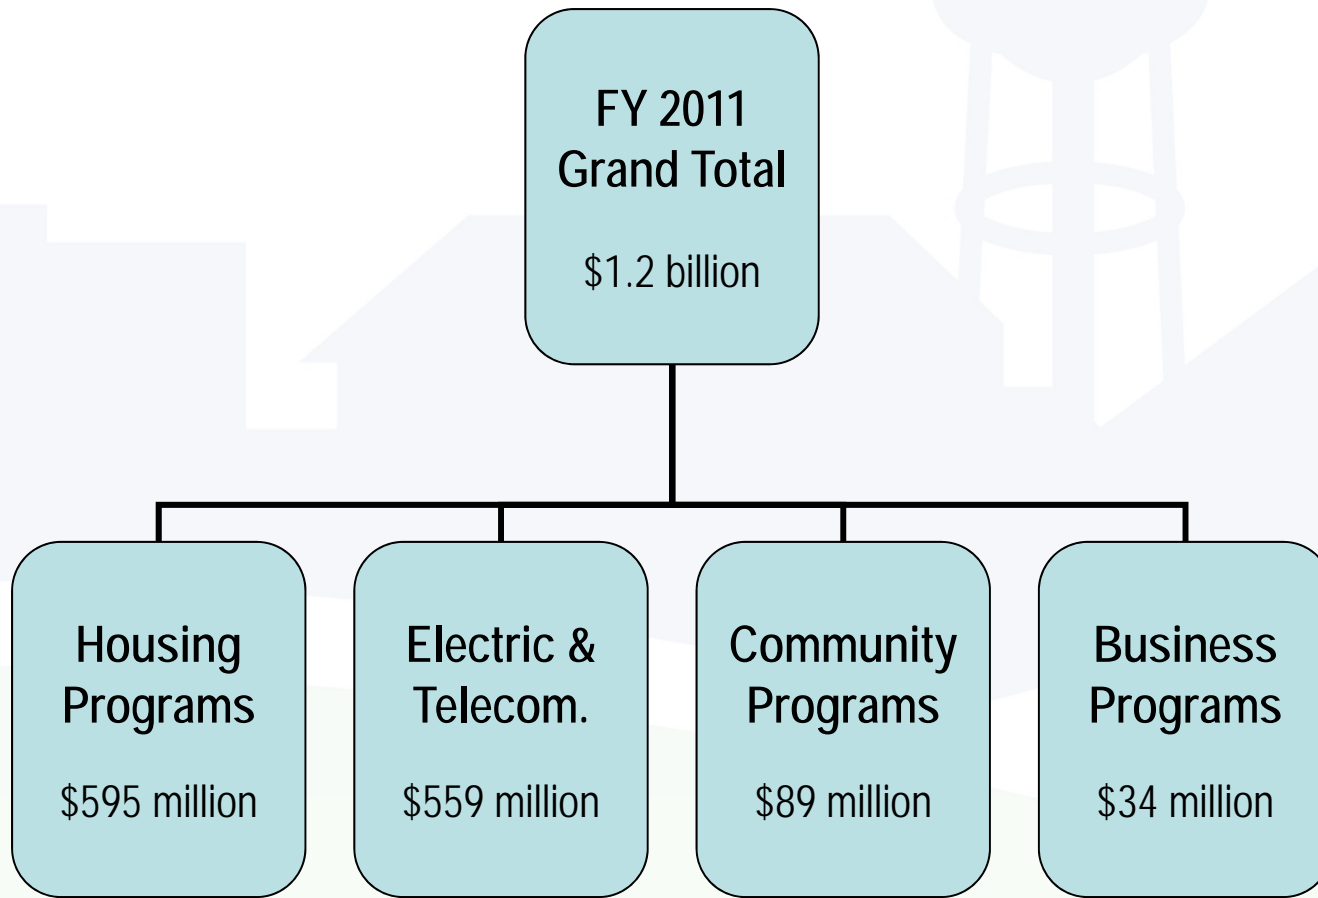 FY 2011
Grand Total
$1.2 billion
Housing
Programs
$595 million
Electric &
Telecom.
$559 million
Community
Programs
$89 million
Business
Programs
$34 million